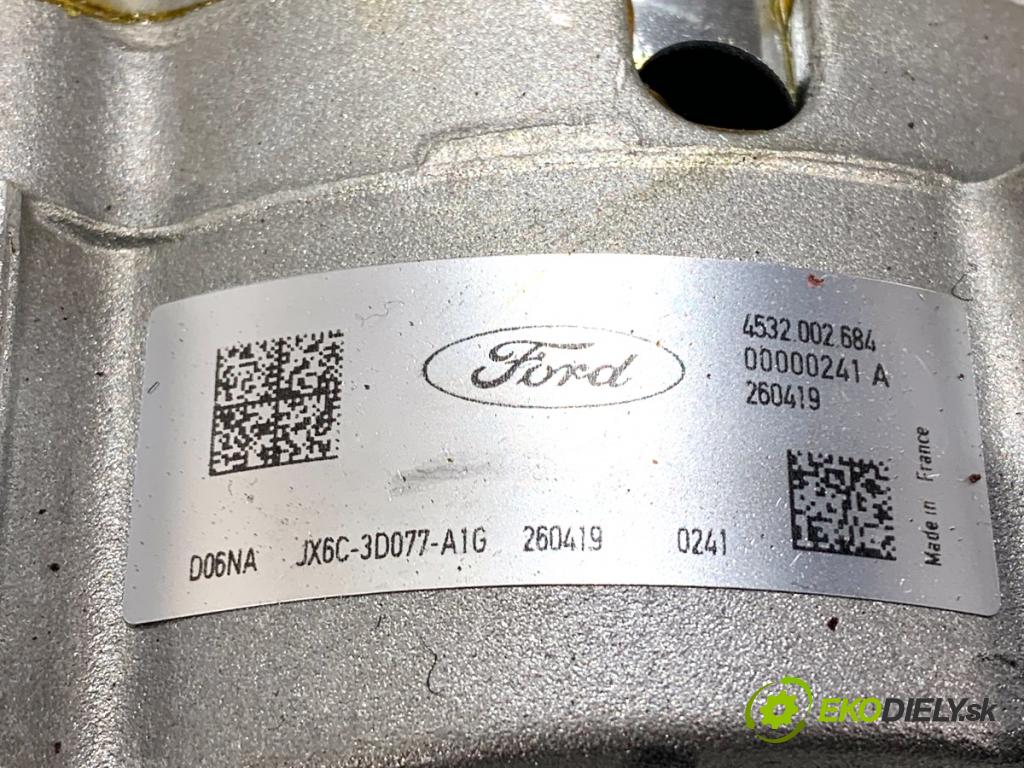 Ford
4532.002.684
00000241 A
260419
Made in France
D06NA JX6C-3D077-A1G 260419 0241
EKODIELY.sk